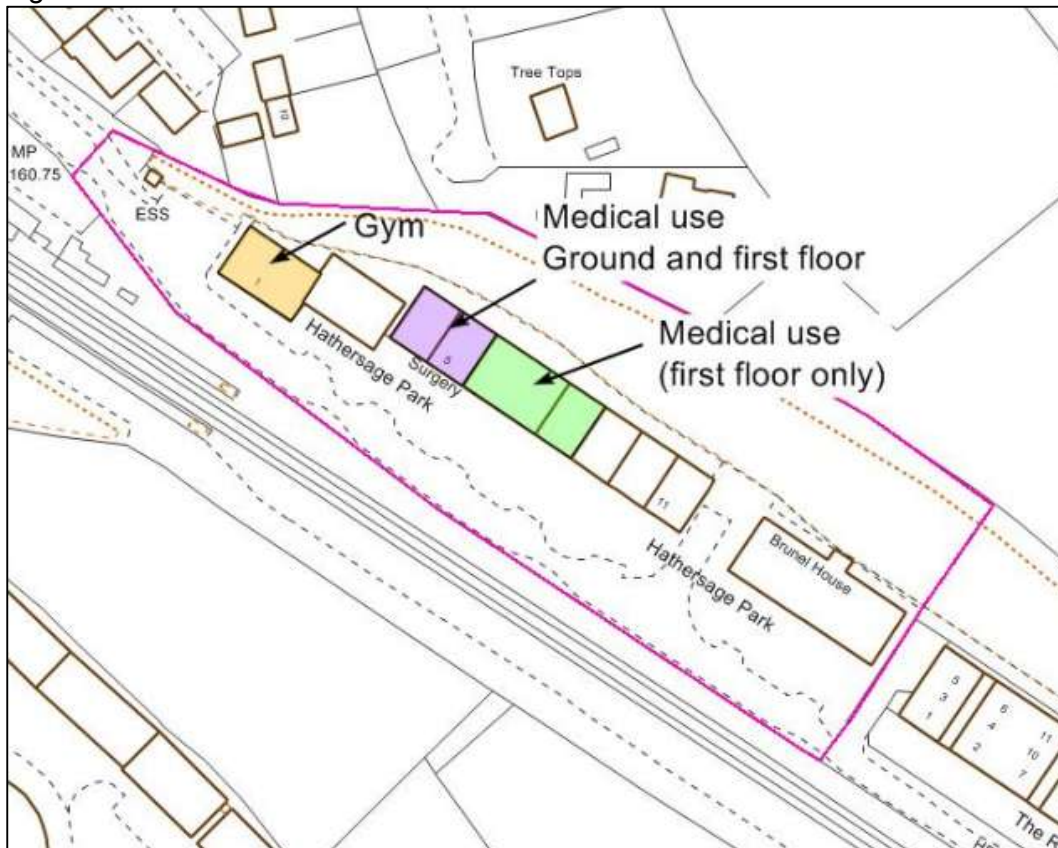 Tree Tops
MP
160.75
ESS
Gym
Medical use
Ground and first floor
Medical use
(first floor only)
1
5
Surgery
Hathersage Park
11
Hathersage Park
Brunel House
5
3
1
6
4
2
11
10
7
The R